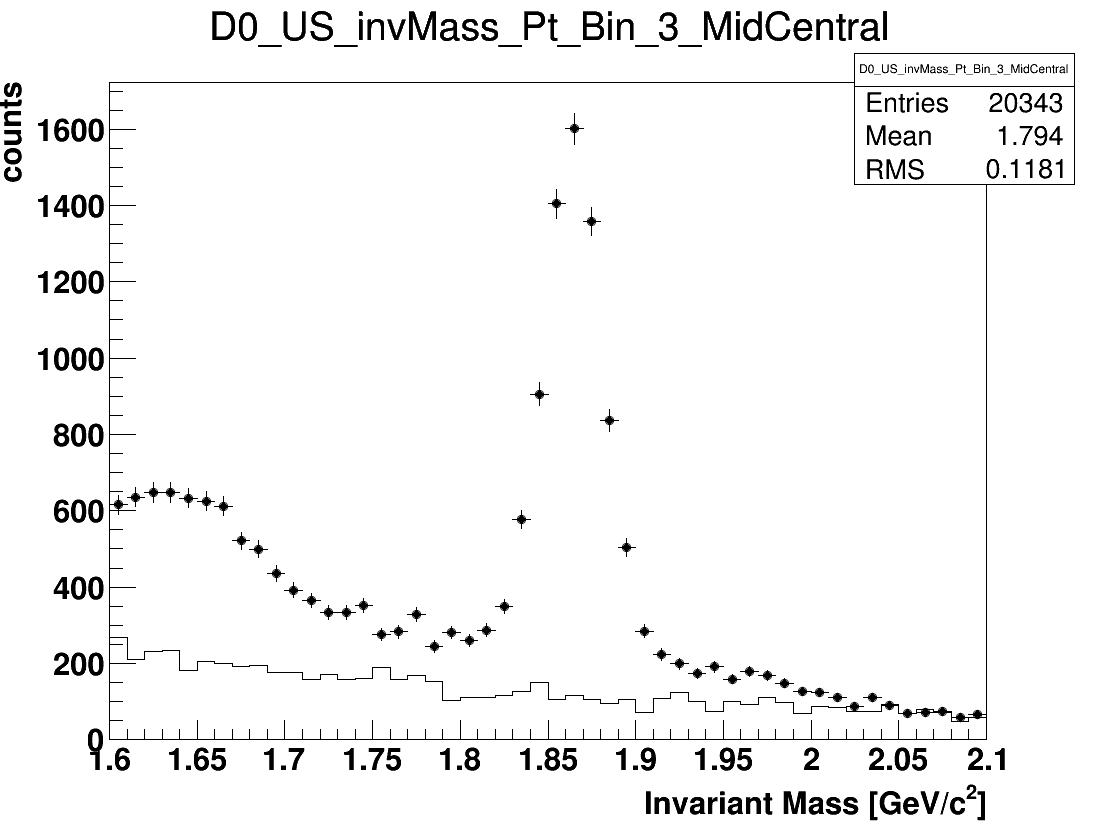 D0_US_invMass_Pt_Bin_3_MidCentral
D0_US_invMass_Pt_Bin_3_MidCentral
Entries 20343
Mean 1.794
RMS 0.1181
counts
1600
1400
1200
1000
800
600
400
200
0
1.6 1.65 1.7 1.75 1.8 1.85 1.9 1.95 2 2.05 2.1
Invariant Mass [GeV/c²]